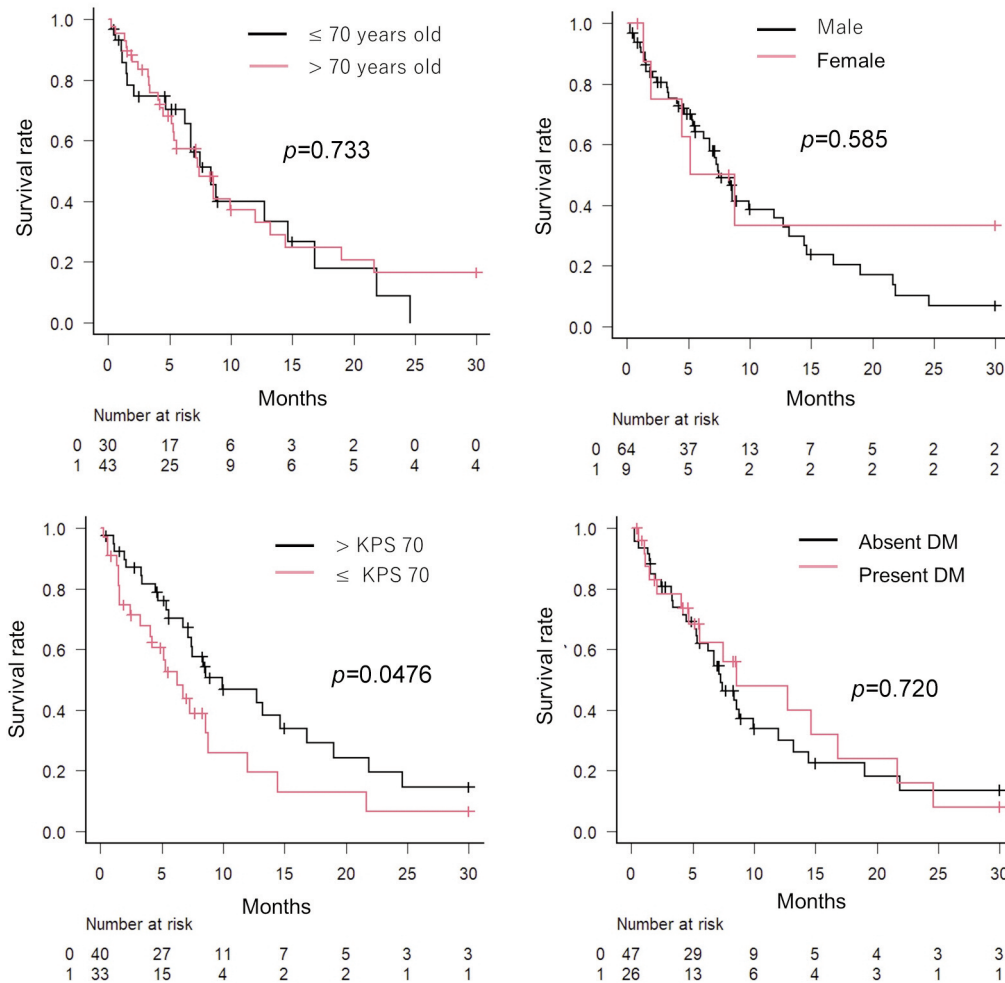 1.0
0.8
0.6
0.4
0.2
0.0
Survival rate
≤ 70 years old
> 70 years old
p=0.733
0 5 10 15 20 25 30
Months
Number at risk
0 30 17 6 3 2 0 0
1 43 25 9 6 5 4 4
1.0
0.8
0.6
0.4
0.2
0.0
Survival rate
Male
Female
p=0.585
0 5 10 15 20 25 30
Months
Number at risk
0 64 37 13 7 5 2 2
1 9 5 2 2 2 2 2
1.0
0.8
0.6
0.4
0.2
0.0
Survival rate
> KPS 70
≤ KPS 70
p=0.0476
0 5 10 15 20 25 30
Months
Number at risk
0 40 27 11 7 5 3 3
1 33 15 4 2 2 1 1
1.0
0.8
0.6
0.4
0.2
0.0
Survival rate
Absent DM
Present DM
p=0.720
0 5 10 15 20 25 30
Months
Number at risk
0 47 29 9 5 4 3 3
1 26 13 6 4 3 1 1